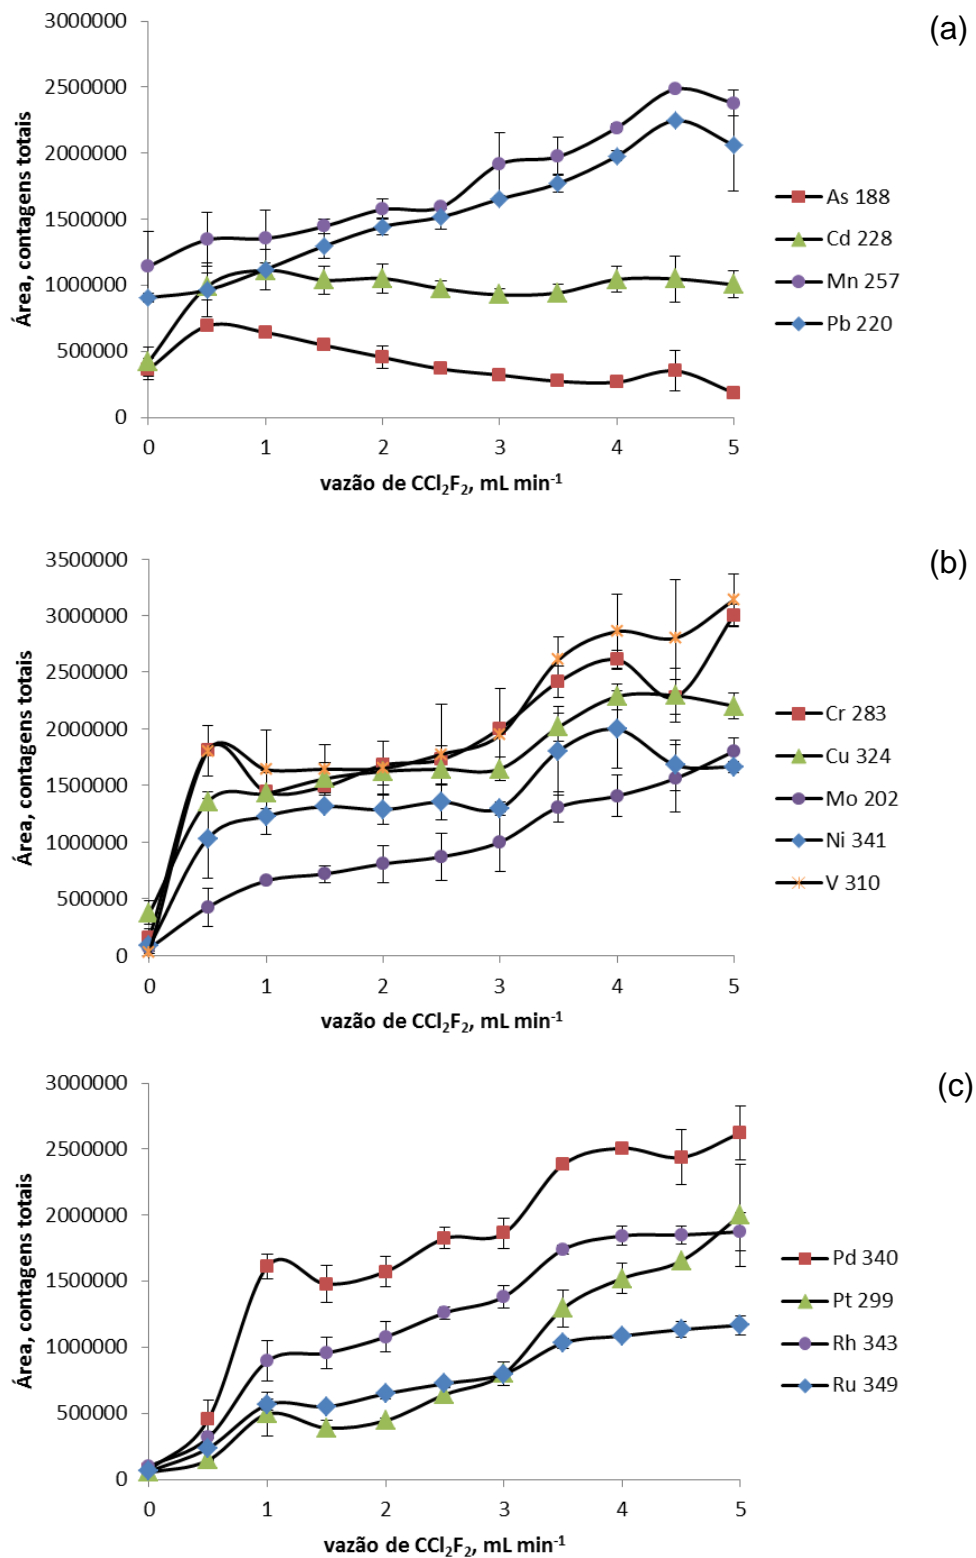 (a)
Área, contagens totais
3000000
2500000
2000000
1500000
1000000
500000
0
0 1 2 3 4 5
vazão de CCl₂F₂, mL min⁻¹
As 188
Cd 228
Mn 257
Pb 220
(b)
Área, contagens totais
3500000
3000000
2500000
2000000
1500000
1000000
500000
0
0 1 2 3 4 5
vazão de CCl₂F₂, mL min⁻¹
Cr 283
Cu 324
Mo 202
Ni 341
V 310
(c)
Área, contagens totais
3000000
2500000
2000000
1500000
1000000
500000
0
0 1 2 3 4 5
vazão de CCl₂F₂, mL min⁻¹
Pd 340
Pt 299
Rh 343
Ru 349